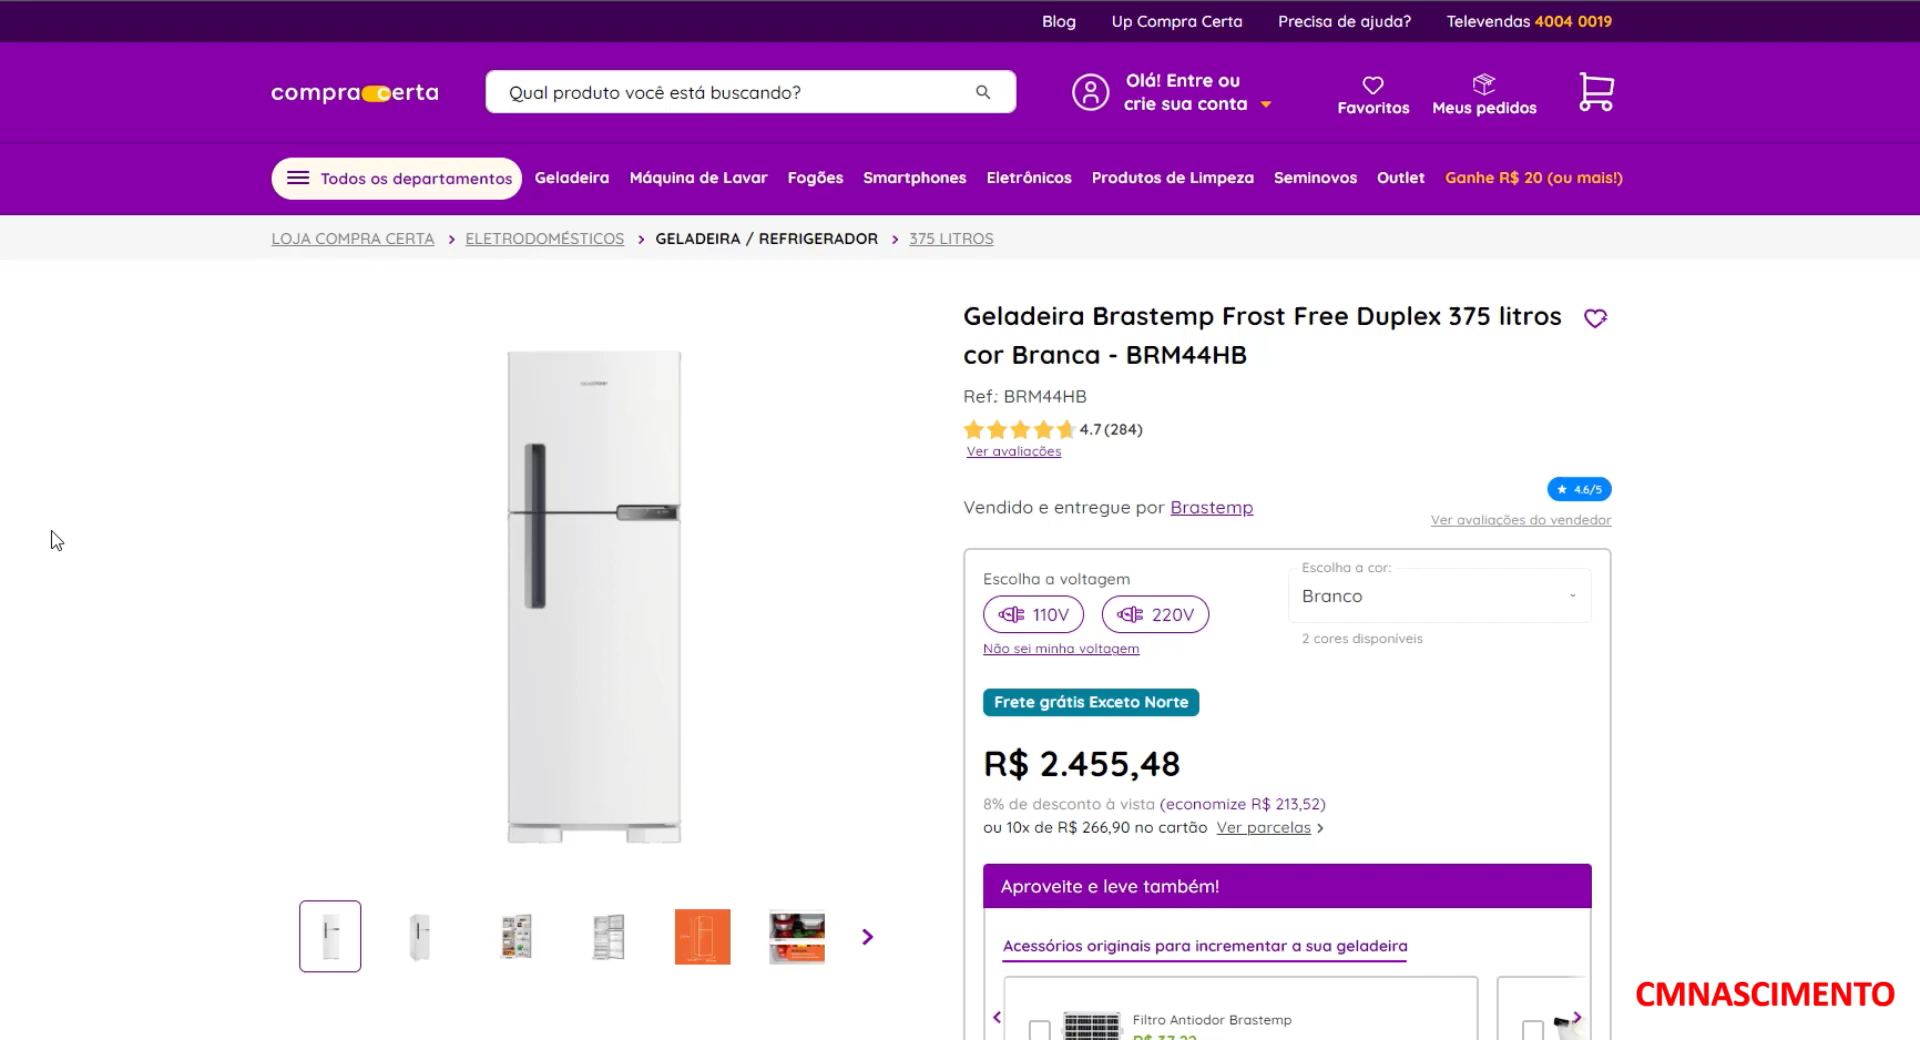 Blog Up Compra Certa Precisa de ajuda? Televendas 4004 0019
compracerta
Qual produto você está buscando?
Olá! Entre ou
crie sua conta
Favoritos
Meus pedidos
Todos os departamentos Geladeira Máquina de Lavar Fogões Smartphones Eletrônicos Produtos de Limpeza Seminovos Outlet Ganhe R$ 20 (ou mais!)
LOJA COMPRA CERTA > ELETRODOMÉSTICOS > GELADEIRA / REFRIGERADOR > 375 LITROS
Geladeira Brastemp Frost Free Duplex 375 litros
cor Branca - BRM44HB
Ref.: BRM44HB
4.7 (284)
Ver avaliações
★ 4.6/5
Vendido e entregue por Brastemp
Ver avaliações do vendedor
Escolha a voltagem
110V 220V
Não sei minha voltagem
Escolha a cor:
Branco
2 cores disponíveis
Frete grátis Exceto Norte
R$ 2.455,48
8% de desconto à vista (economize R$ 213,52)
ou 10x de R$ 266,90 no cartão Ver parcelas >
Aproveite e leve também!
Acessórios originais para incrementar a sua geladeira
Filtro Antiodor Brastemp
CMNASCIMENTO